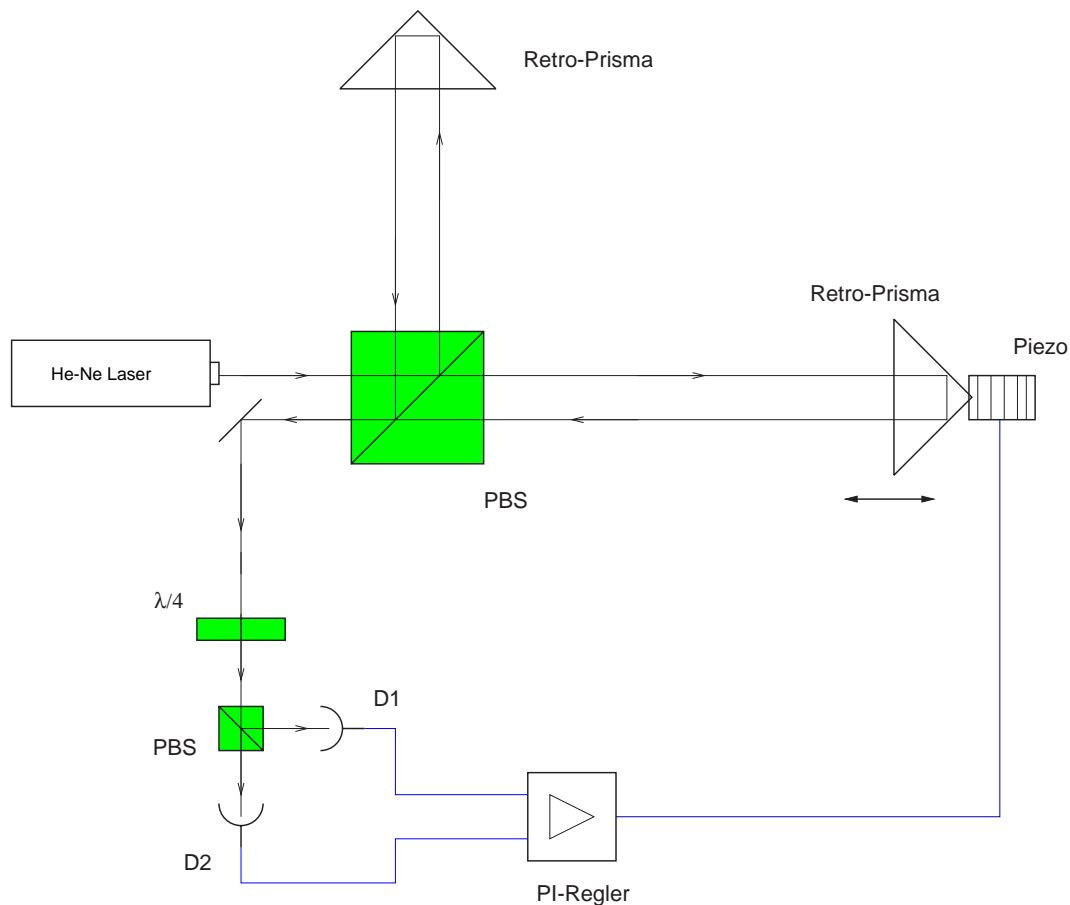 Retro-Prisma
Retro-Prisma
Piezo
He-Ne Laser
PBS
λ/4
D1
PBS
D2
PI-Regler